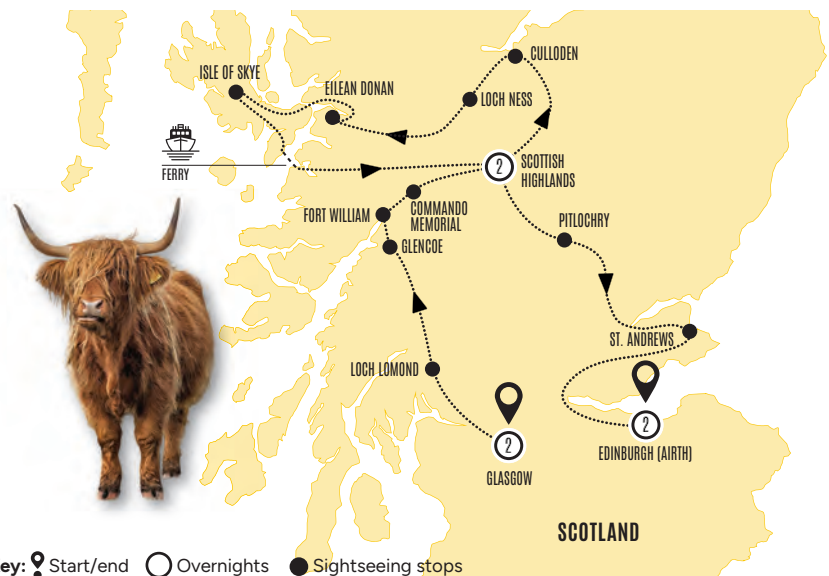 CULLODEN
ISLE OF SKYE
EILEAN DONAN
LOCH NESS
FERRY
2
SCOTTISH
HIGHLANDS
COMMANDO
MEMORIAL
FORT WILLIAM
GLENCOE
PITLOCHRY
ST. ANDREWS
LOCH LOMOND
2
GLASGOW
2
EDINBURGH (AIRTH)
SCOTLAND
ey: Start/end Overnights Sightseeing stops